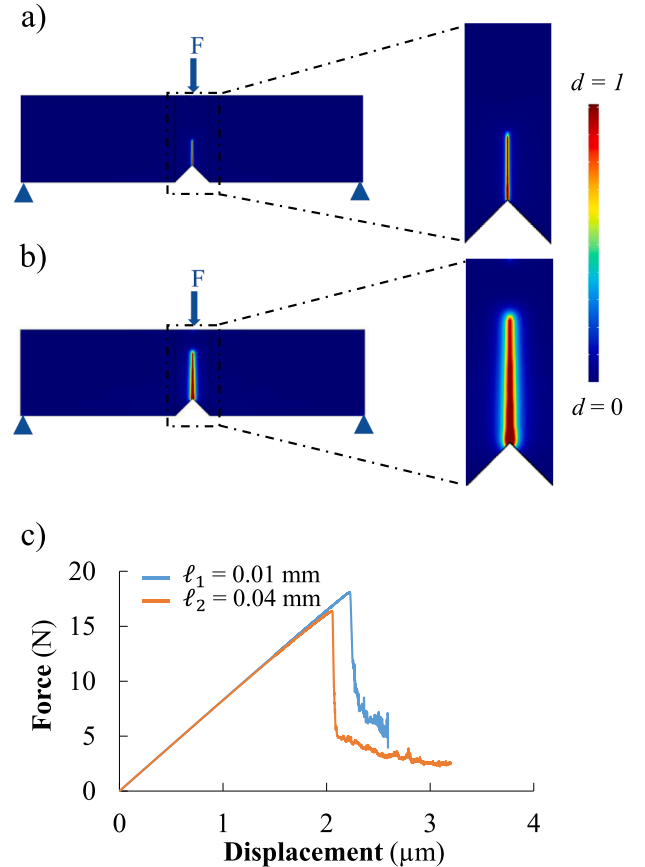 a)
F
d = 1
b)
F
d = 0
c)
20
ℓ₁ = 0.01 mm
ℓ₂ = 0.04 mm
15
10
5
0
0 1 2 3 4
Force (N)
Displacement (µm)